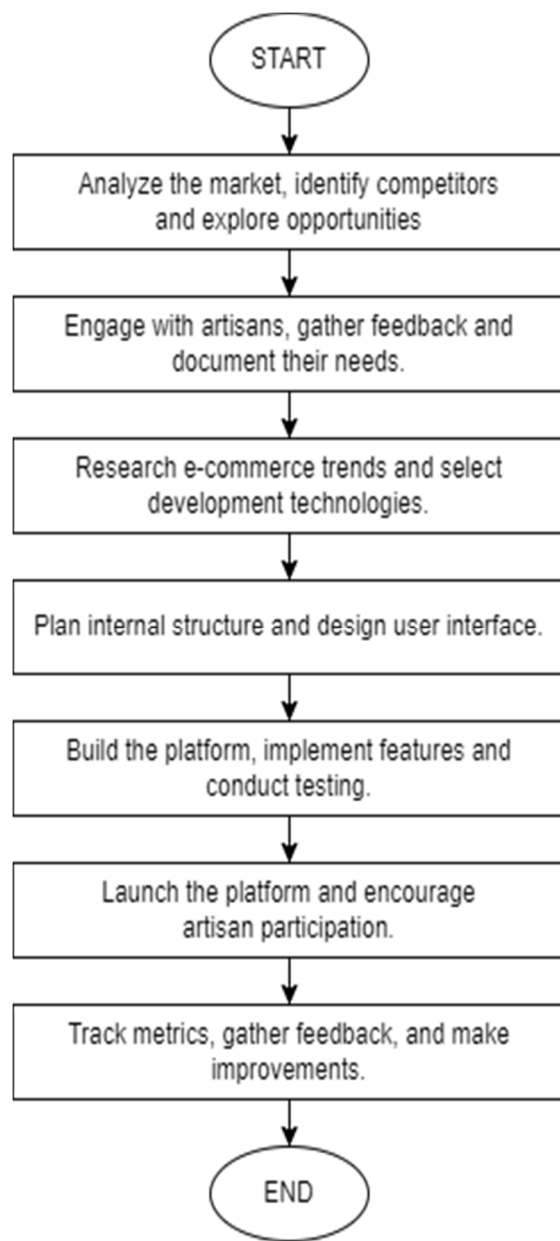 START
Analyze the market, identify competitors
and explore opportunities
Engage with artisans, gather feedback and
document their needs.
Research e-commerce trends and select
development technologies.
Plan internal structure and design user interface.
Build the platform, implement features and
conduct testing.
Launch the platform and encourage
artisan participation.
Track metrics, gather feedback, and make
improvements.
END